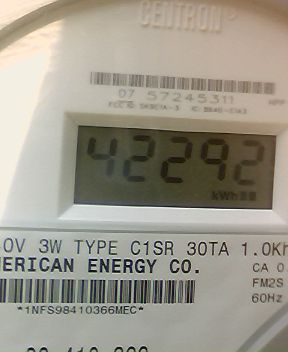 CENTRON®
07 57245311
42292
kWh
0V 3W TYPE C1SR 30TA 1.0Kh
MERICAN ENERGY CO.
CA 0.
FM2S
60Hz
*1NFS98410366MEC*